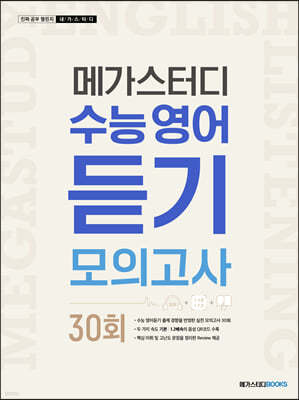 진짜 공부 챌린지 내/가/스/터/디
ENGLISH
LISTENING
MEGASTUDY
메가스터디
수능 영어
듣기
모의고사
30회
• 수능 영어듣기 출제 경향을 반영한 실전 모의고사 30회
• 두 가지 속도 기본·1.2배속의 음성 QR코드 수록
• 핵심 어휘 및 고난도 문장을 정리한 Review 제공
메가스터디BOOKS